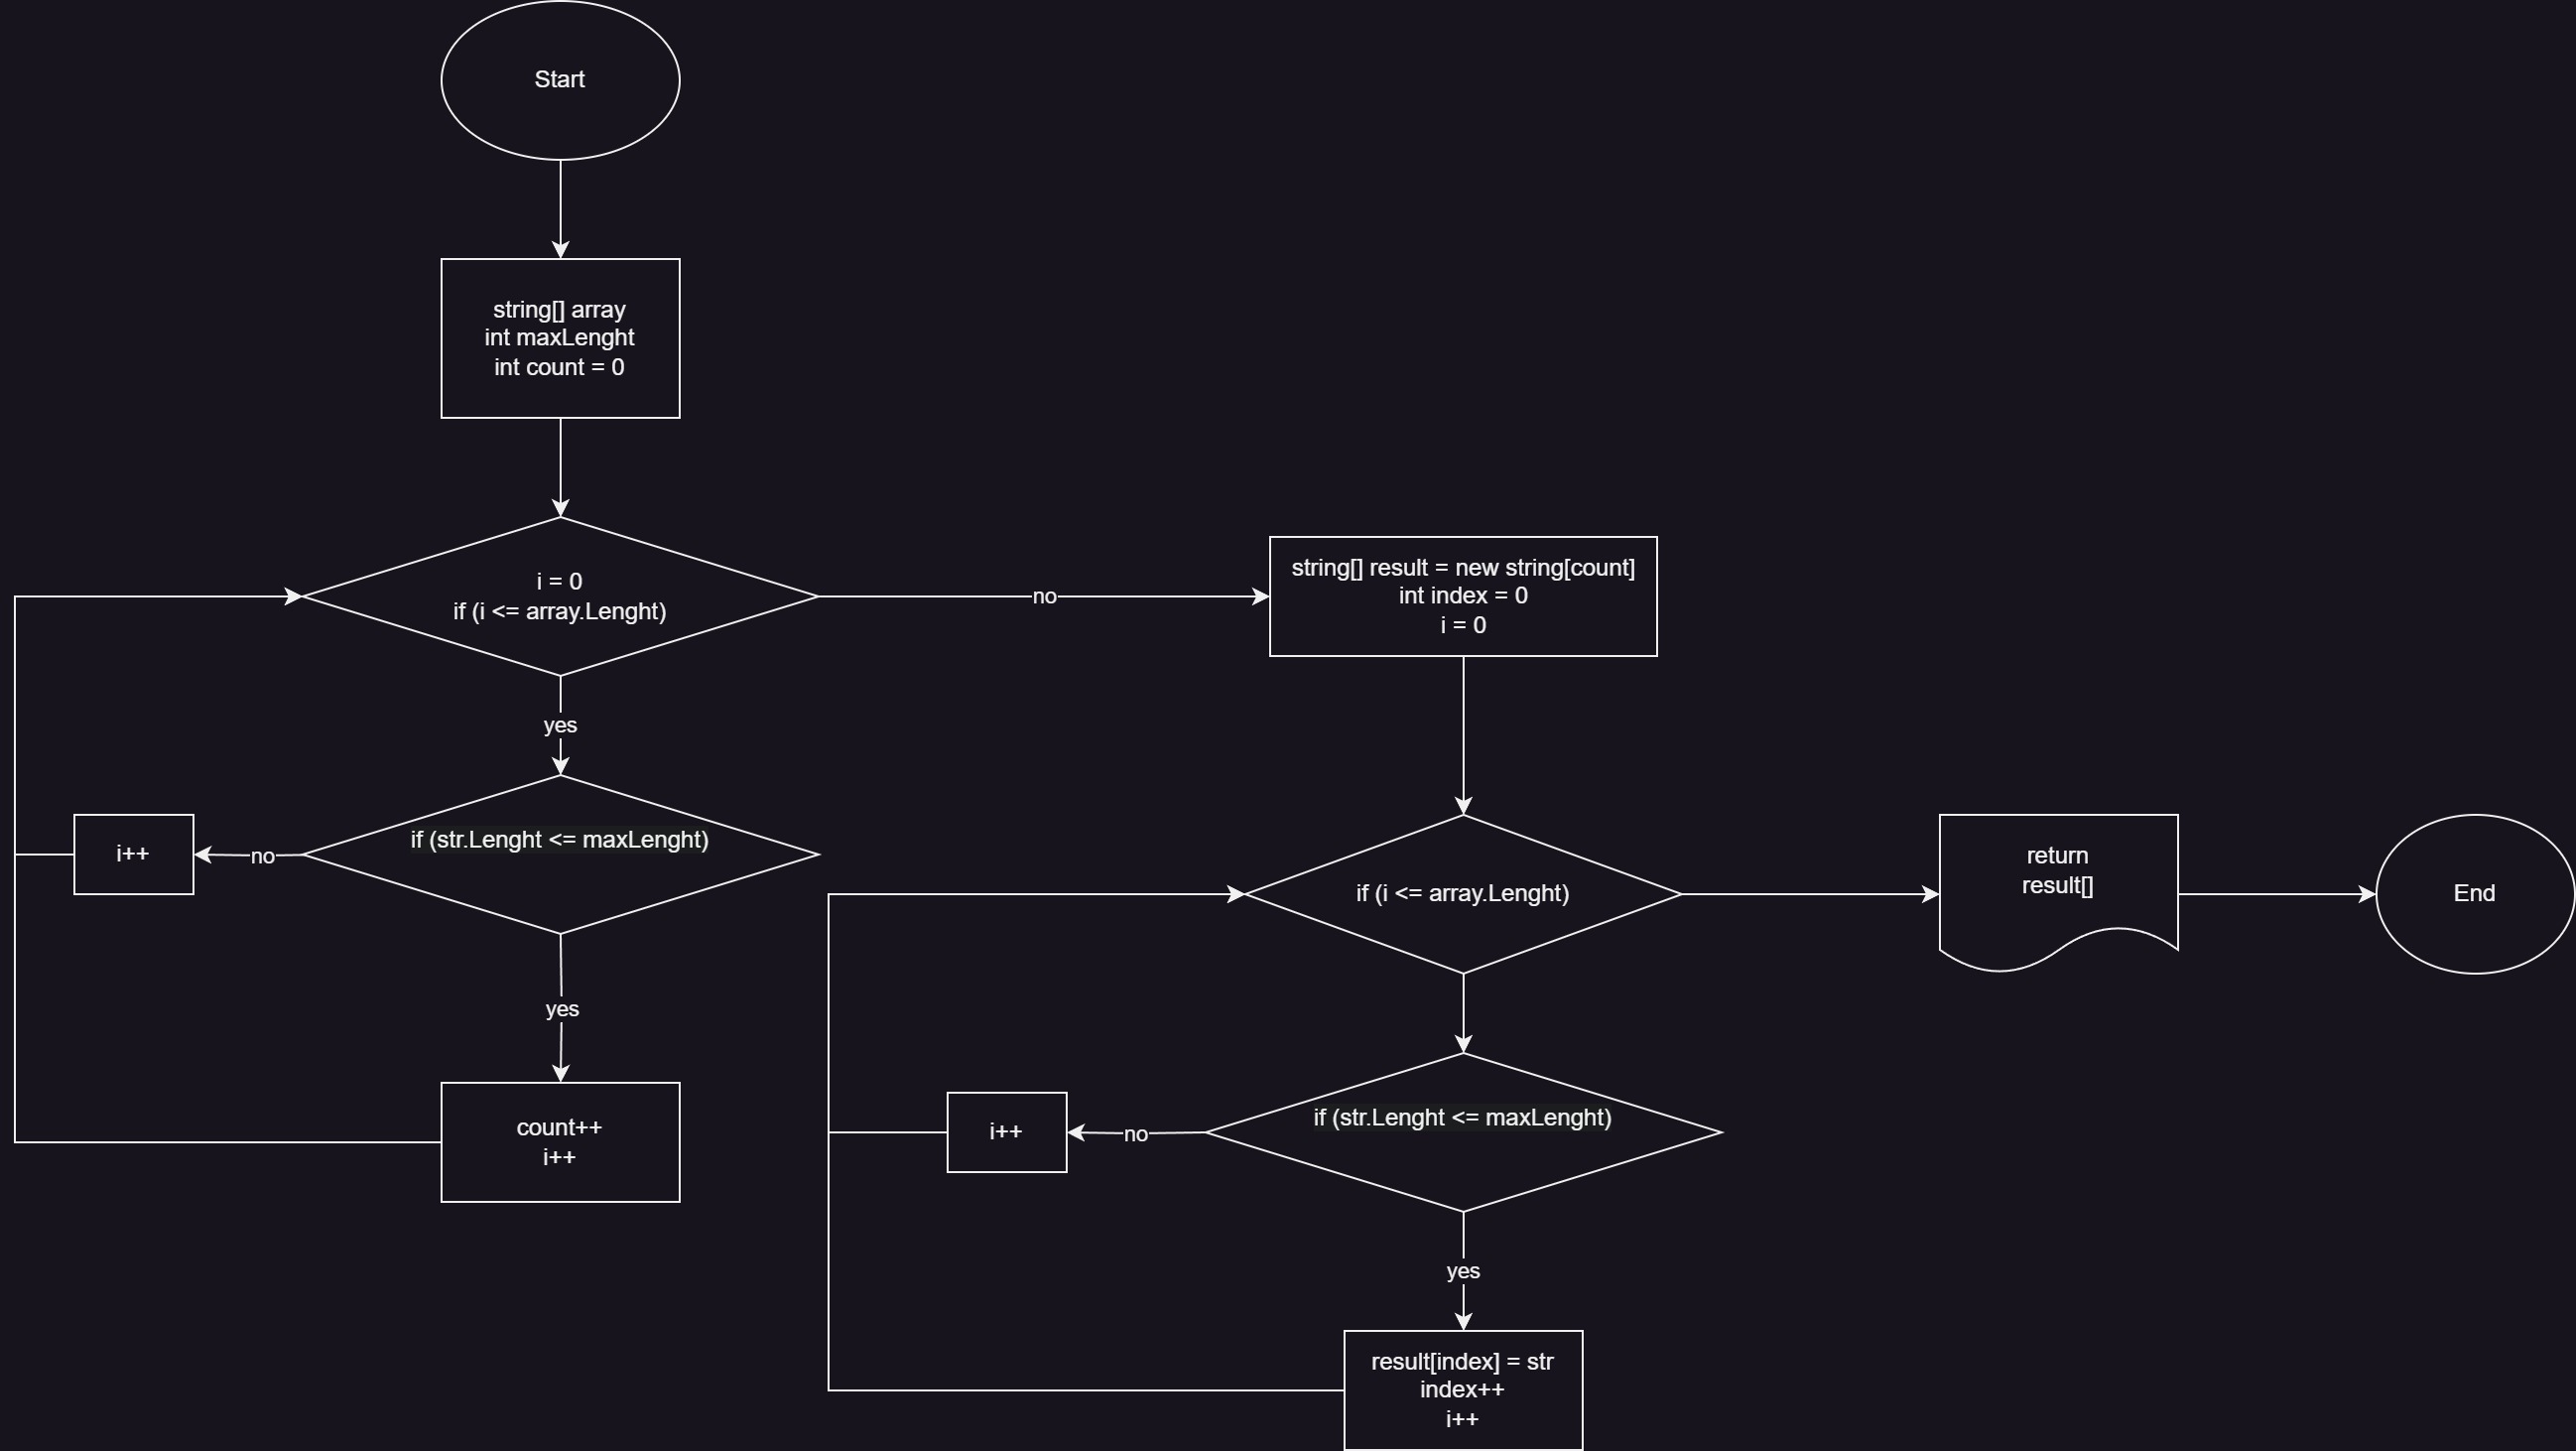 Start
string[] array
int maxLenght
int count = 0
i = 0
if (i <= array.Lenght)
no
string[] result = new string[count]
int index = 0
i = 0
yes
if (str.Lenght <= maxLenght)
no
i++
yes
count++
i++
if (i <= array.Lenght)
return
result[]
End
if (str.Lenght <= maxLenght)
no
i++
yes
result[index] = str
index++
i++